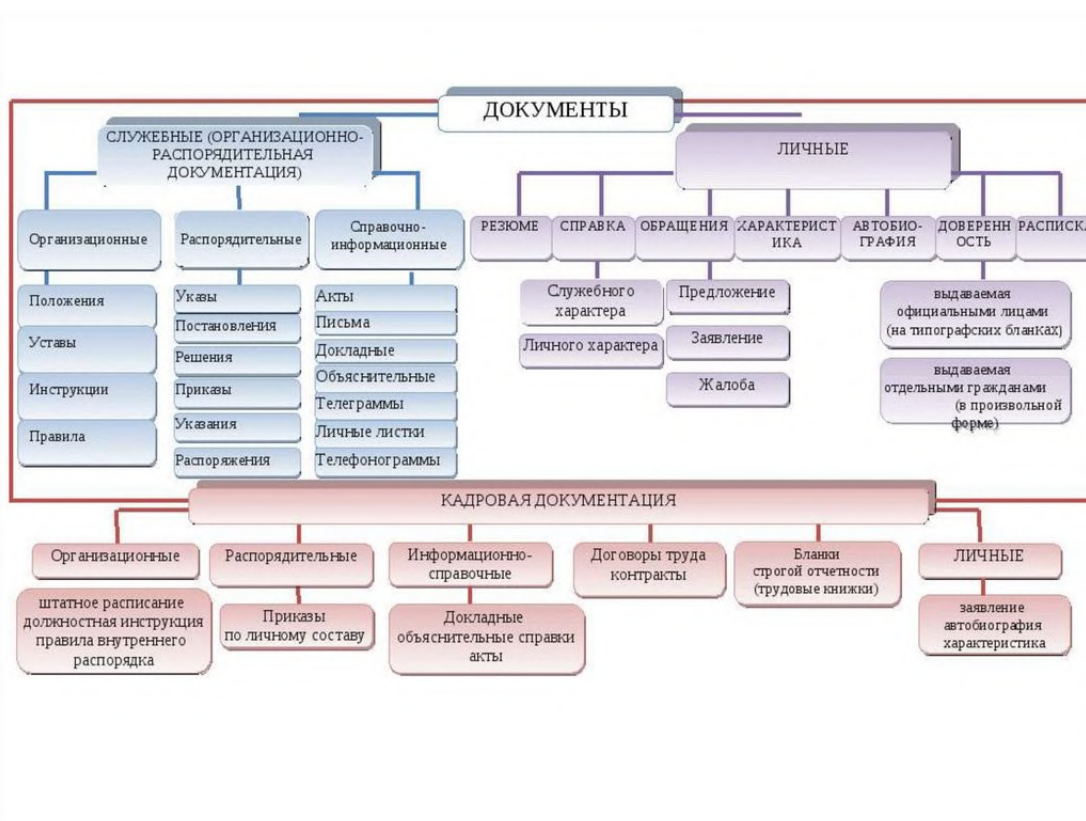 ДОКУМЕНТЫ
СЛУЖЕБНЫЕ (ОРГАНИЗАЦИОННО-
РАСПОРЯДИТЕЛЬНАЯ
ДОКУМЕНТАЦИЯ)
ЛИЧНЫЕ
Организационные
Распорядительные
Справочно-
информационные
Положения
Уставы
Инструкции
Правила
Указы
Постановления
Решения
Приказы
Указания
Распоряжения
Акты
Письма
Докладные
Объяснительные
Телеграммы
Личные листки
Телефонограммы
РЕЗЮМЕ
СПРАВКА
ОБРАЩЕНИЯ
ХАРАКТЕРИСТ
ИКА
АВТОБИО-
ГРАФИЯ
ДОВЕРЕНН
ОСТЬ
РАСПИСКА
Служебного
характера
Личного характера
Предложение
Заявление
Жалоба
выдаваемая
официальными лицами
(на типографских бланках)
выдаваемая
отдельными гражданами
(в произвольной
форме)
КАДРОВАЯ ДОКУМЕНТАЦИЯ
Организационные
Распорядительные
Информационно-
справочные
Договоры труда
контракты
Бланки
строгой отчетности
(трудовые книжки)
ЛИЧНЫЕ
штатное расписание
должностная инструкция
правила внутреннего
распорядка
Приказы
по личному составу
Докладные
объяснительные справки
акты
заявление
автобиография
характеристика